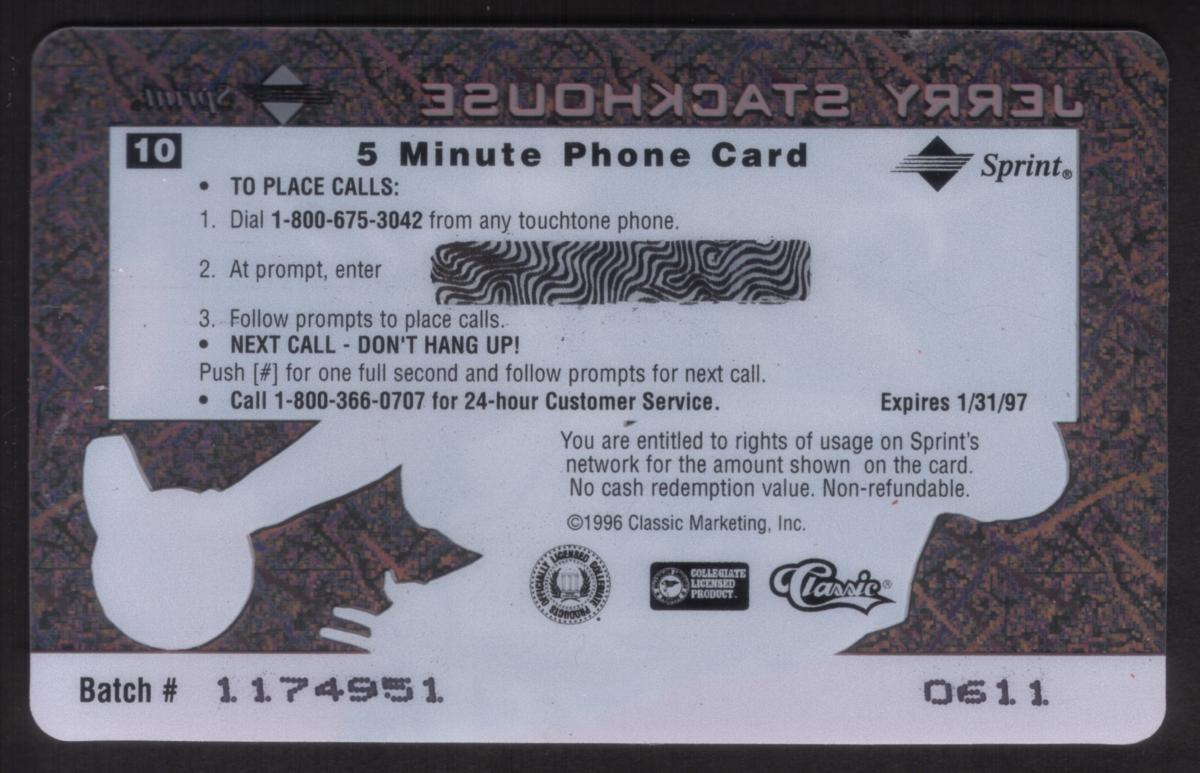 JERRY STACKHOUSE
Sprint
10
5 Minute Phone Card
Sprint®
• TO PLACE CALLS:
1. Dial 1-800-675-3042 from any touchtone phone.
2. At prompt, enter
3. Follow prompts to place calls.
• NEXT CALL - DON'T HANG UP!
Push [#] for one full second and follow prompts for next call.
• Call 1-800-366-0707 for 24-hour Customer Service.
Expires 1/31/97
You are entitled to rights of usage on Sprint's
network for the amount shown on the card.
No cash redemption value. Non-refundable.
©1996 Classic Marketing, Inc.
OFFICIALLY LICENSED COLLEGIATE PRODUCTS
COLLEGIATE
LICENSED
PRODUCT
Classic®
Batch # 1174951
0611